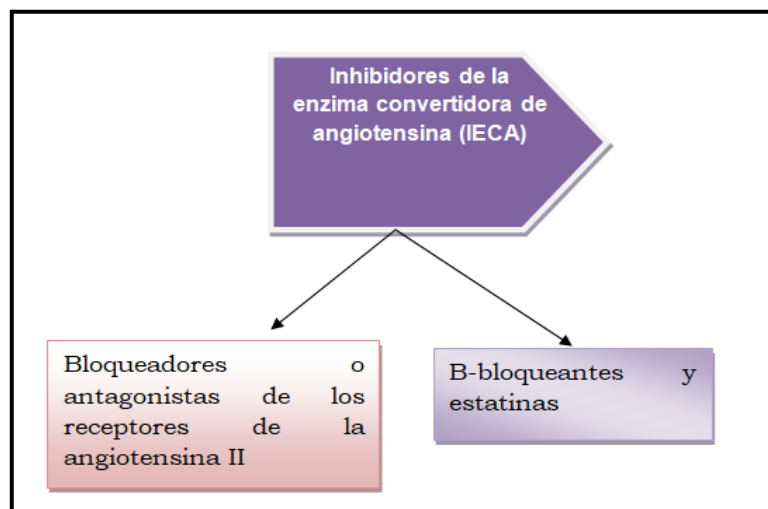 Inhibidores de la
enzima convertidora de
angiotensina (IECA)
Bloqueadores o
antagonistas de los
receptores de la
angiotensina II
B-bloqueantes y
estatinas